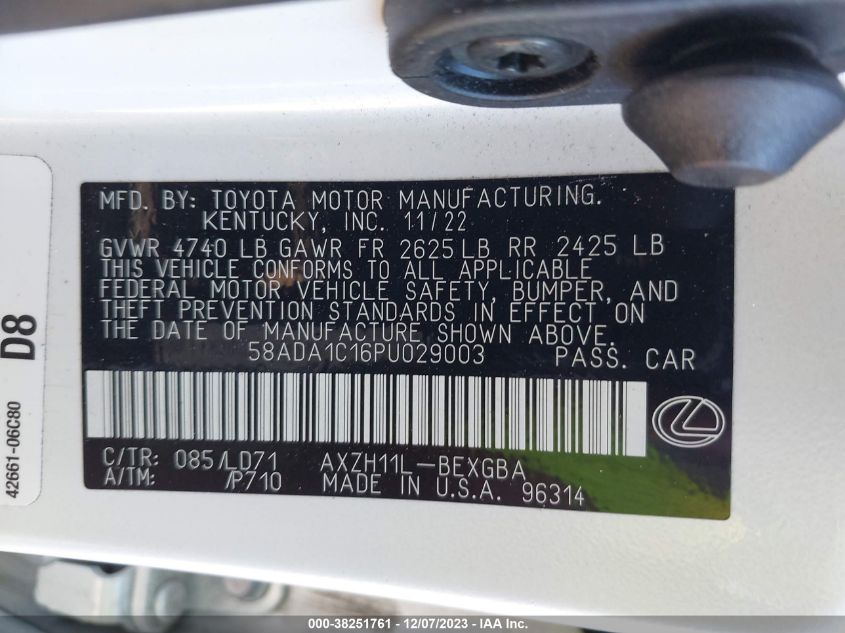 MFD. BY: TOYOTA MOTOR MANUFACTURING.
KENTUCKY, INC. 11/22
GVWR 4740 LB GAWR FR 2625 LB RR 2425 LB
THIS VEHICLE CONFORMS TO ALL APPLICABLE
FEDERAL MOTOR VEHICLE SAFETY, BUMPER, AND
THEFT PREVENTION STANDARDS IN EFFECT ON
THE DATE OF MANUFACTURE SHOWN ABOVE.
58ADA1C16PU029003 PASS. CAR
C/TR: 085/LD71 AXZH11L-BEXGBA
A/TM: /P710 MADE IN U.S.A. 96314
D8
42661-06C80
000-38251761 - 12/07/2023 - IAA Inc.